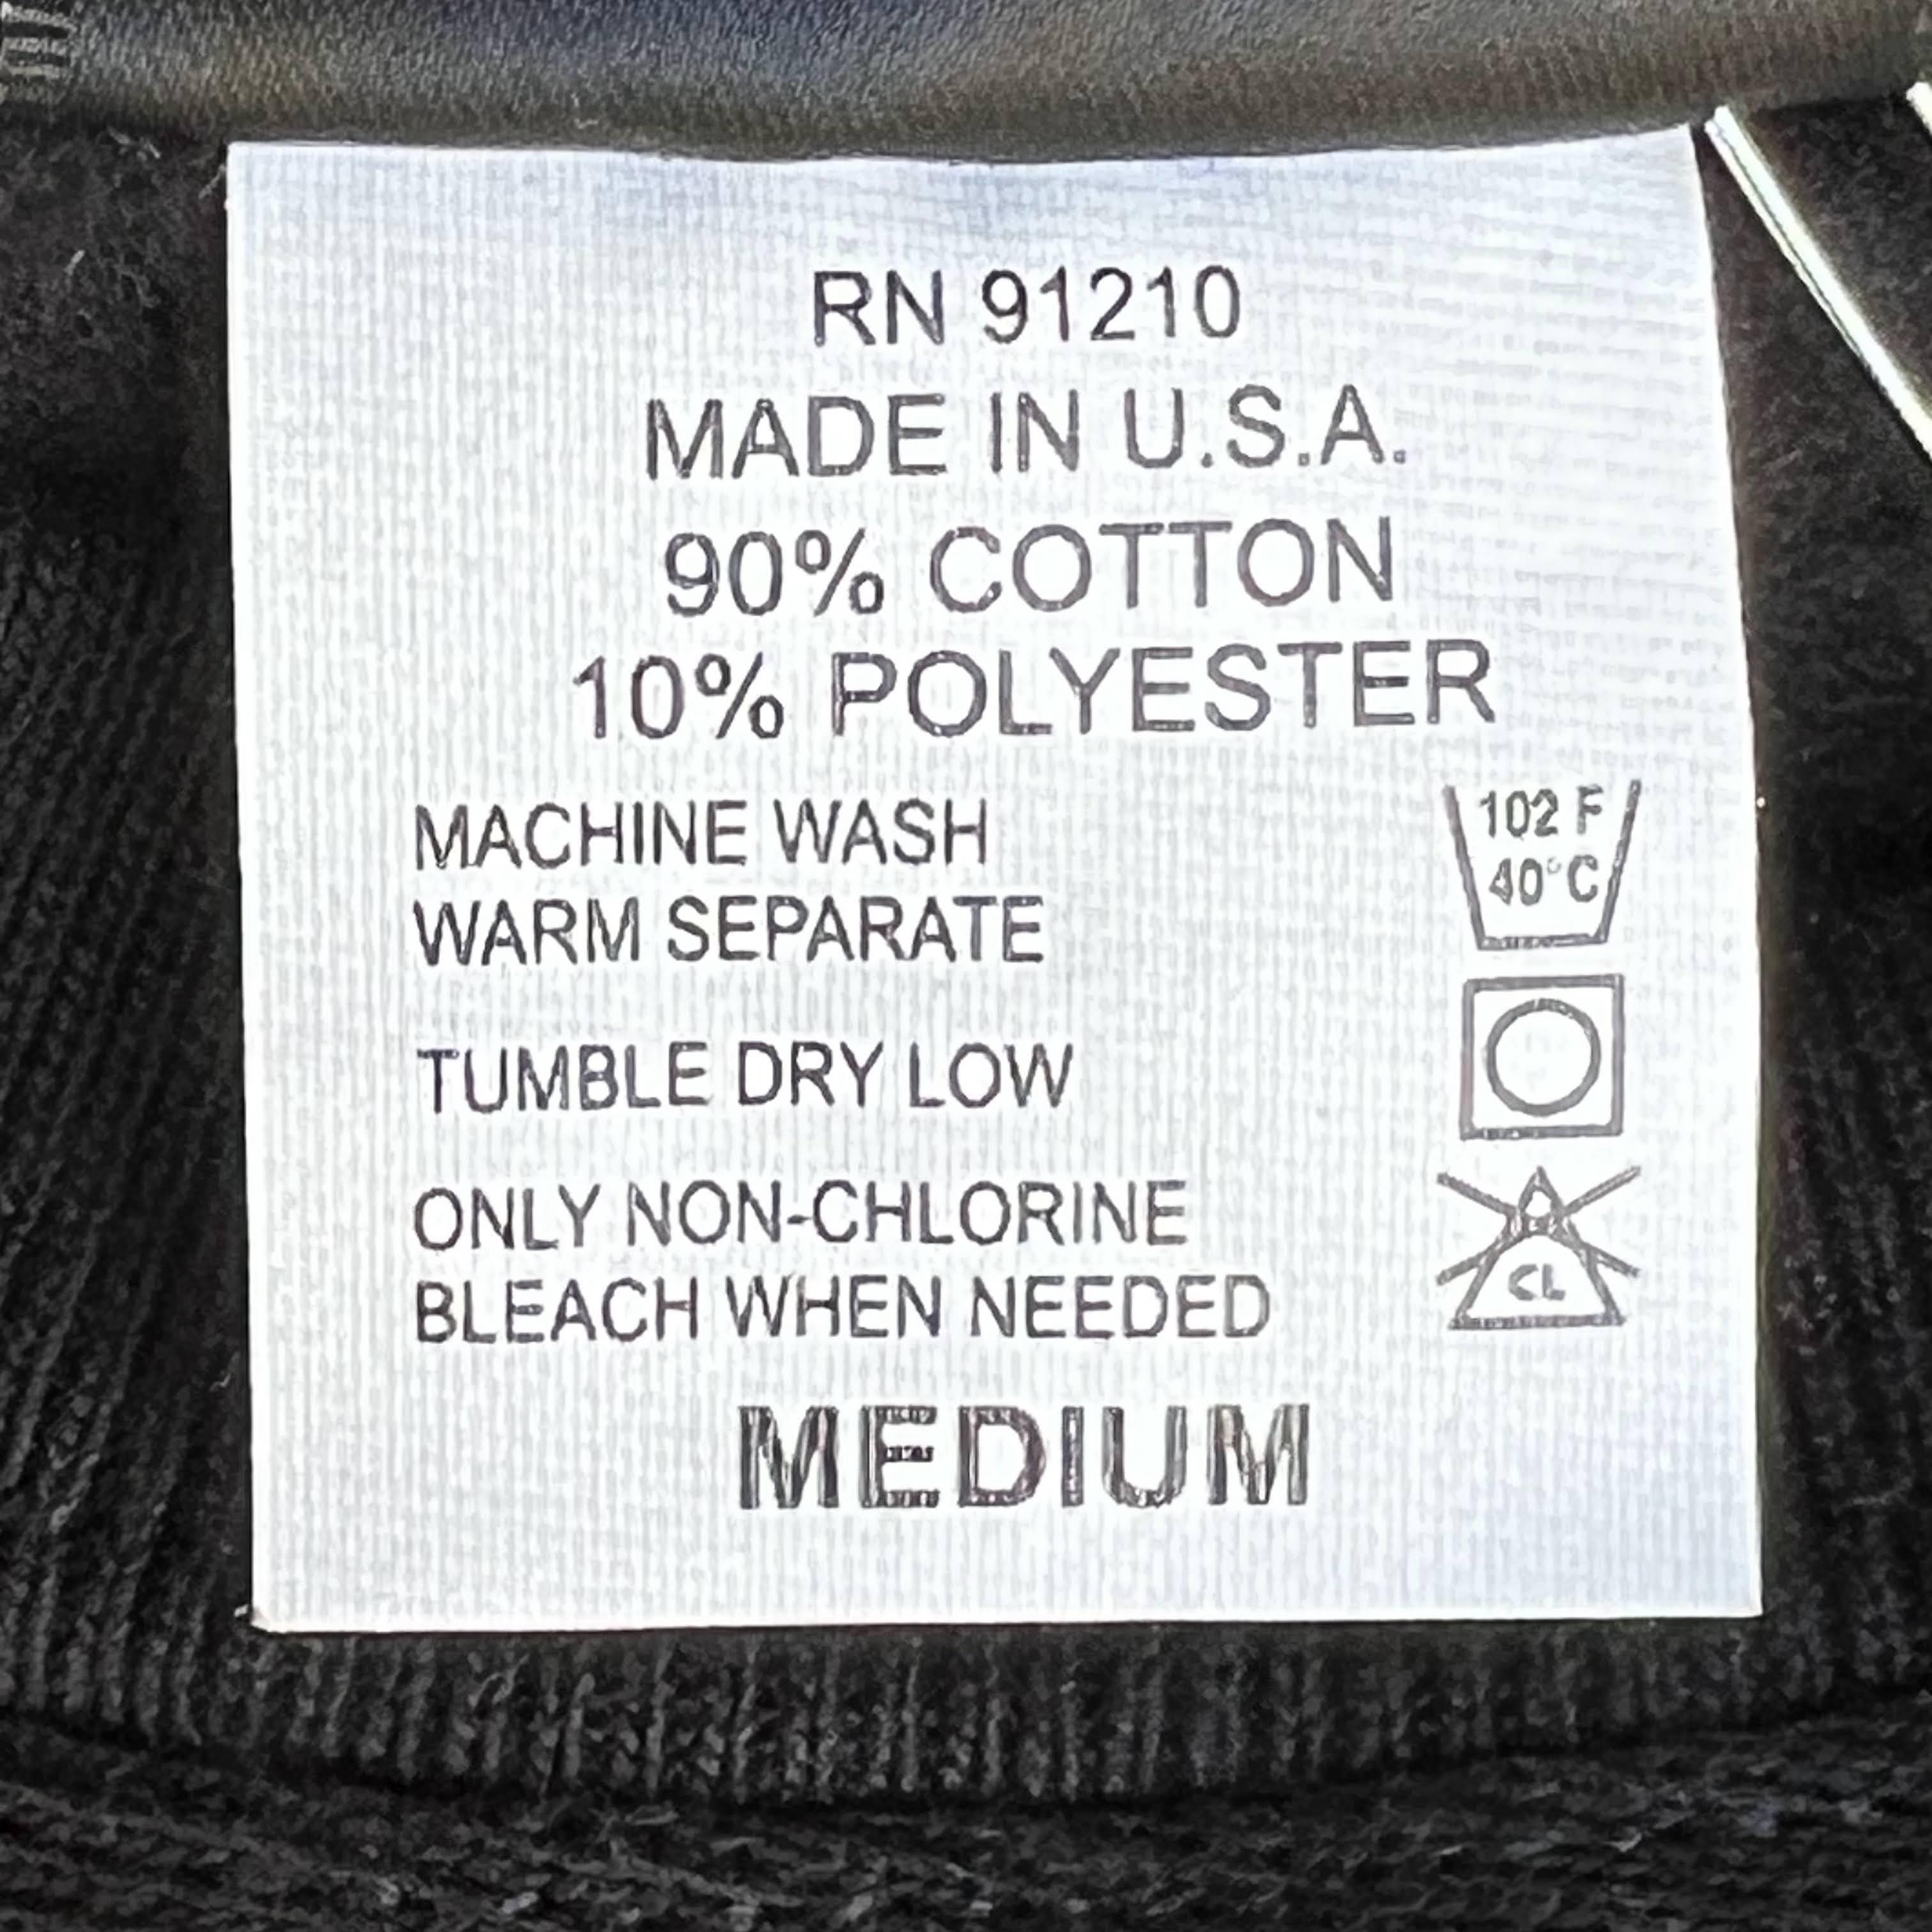 RN 91210
MADE IN U.S.A.
90% COTTON
10% POLYESTER
MACHINE WASH
WARM SEPARATE
102 F
40°C
TUMBLE DRY LOW
ONLY NON-CHLORINE
BLEACH WHEN NEEDED
CL
MEDIUM